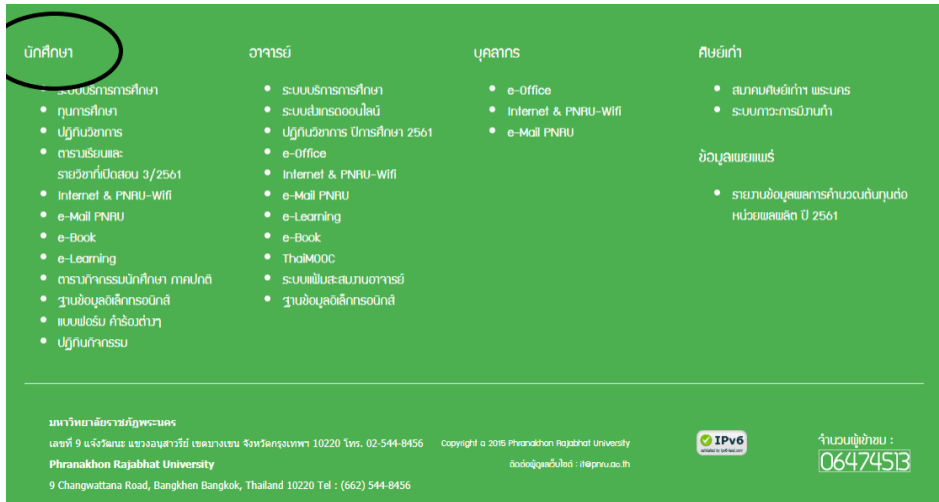 นักศึกษา
ระบบบริการการศึกษา
ทุนการศึกษา
ปฏิทินวิชาการ
ตารางเรียนและ
รายวิชาที่เปิดสอน 3/2561
Internet & PNRU-Wifi
e-Mail PNRU
e-Book
e-Learning
ตารางกิจกรรมนักศึกษา ภาคปกติ
ฐานข้อมูลอิเล็กทรอนิกส์
แบบฟอร์ม คำร้องต่างๆ
ปฏิทินกิจกรรม
อาจารย์
ระบบบริการการศึกษา
ระบบส่งเกรดออนไลน์
ปฏิทินวิชาการ ปีการศึกษา 2561
e-Office
Internet & PNRU-Wifi
e-Mail PNRU
e-Learning
e-Book
ThaiMOOC
ระบบแฟ้มสะสมงานอาจารย์
ฐานข้อมูลอิเล็กทรอนิกส์
บุคลากร
e-Office
Internet & PNRU-Wifi
e-Mail PNRU
ศิษย์เก่า
สมาคมศิษย์เก่าฯ พระนคร
ระบบภาวะการมีงานทำ
ข้อมูลเผยแพร่
รายงานข้อมูลผลการคำนวณต้นทุนต่อ
หน่วยผลผลิต ปี 2561
มหาวิทยาลัยราชภัฏพระนคร
เลขที่ 9 แจ้งวัฒนะ แขวงอนุสาวรีย์ เขตบางเขน จังหวัดกรุงเทพฯ 10220 โทร. 02-544-8456
Phranakhon Rajabhat University
9 Changwattana Road, Bangkhen Bangkok, Thailand 10220 Tel : (662) 544-8456
Copyright © 2015 Phranakhon Rajabhat University
ติดต่อผู้ดูแลเว็บไซต์ : it@pnru.ac.th
IPv6
จำนวนผู้เข้าชม :
06474513